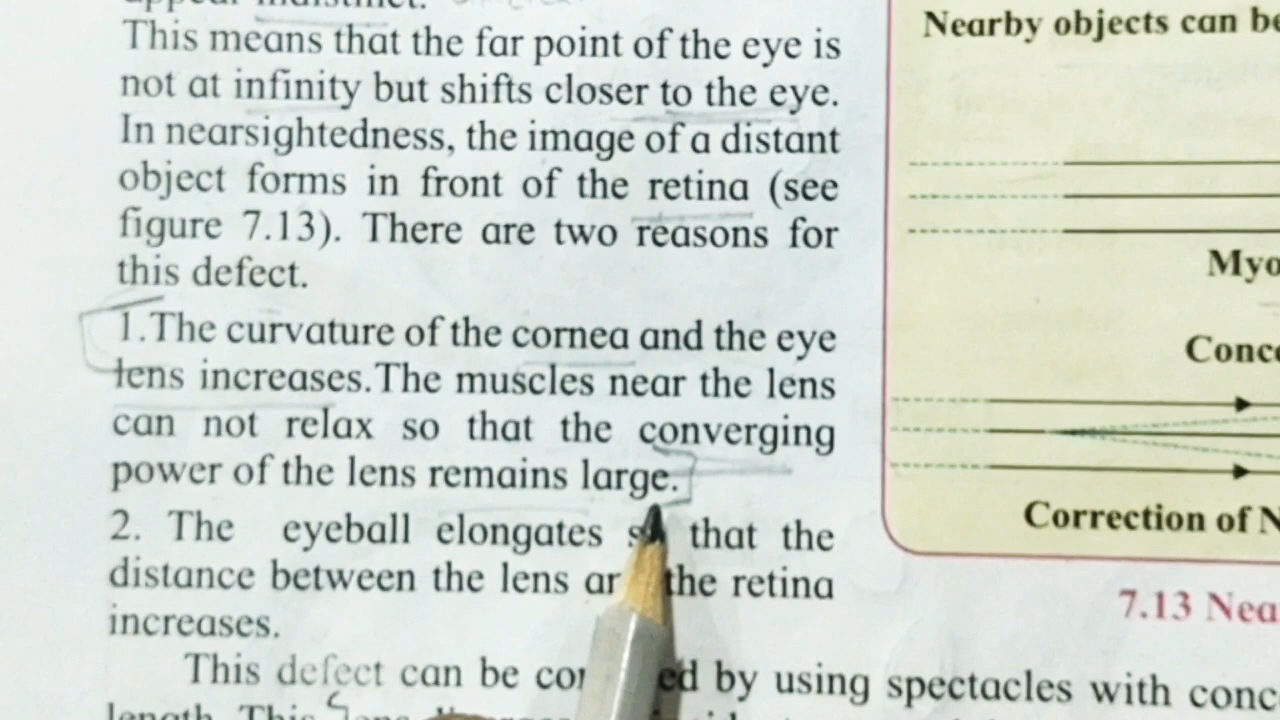 This means that the far point of the eye is
not at infinity but shifts closer to the eye.
In nearsightedness, the image of a distant
object forms in front of the retina (see
figure 7.13). There are two reasons for
this defect.
1.The curvature of the cornea and the eye
lens increases.The muscles near the lens
can not relax so that the converging
power of the lens remains large.
2. The eyeball elongates that the
distance between the lens the retina
increases.
This defect can be by using spectacles with
Nearby objects can
Correction of
7.13